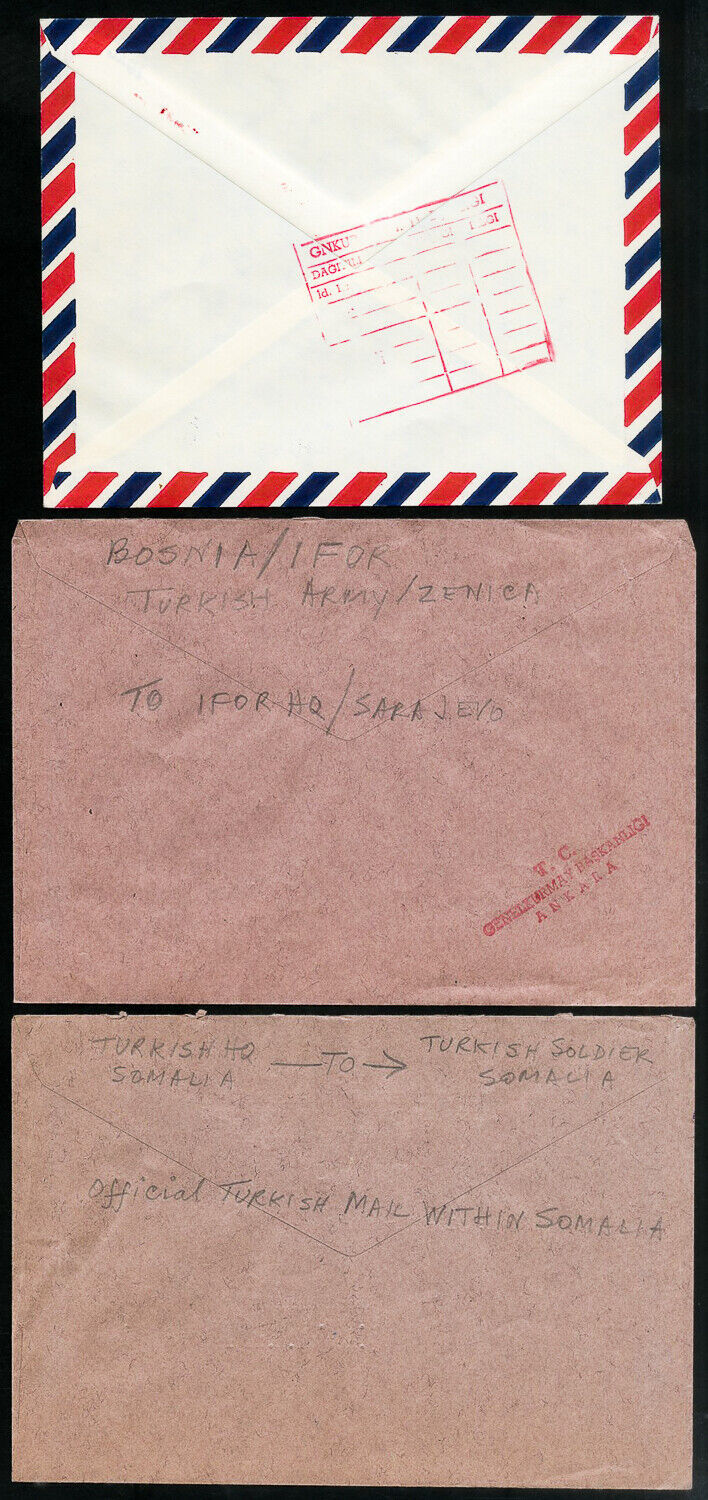 GNKU
DAGI
BOSNIA/IFOR
TURKISH ARMY/ZENICA
TO IFOR HQ/SARAJEVO
T. C.
GENELKURMAY BAŞKANLIĞI
ANKARA
TURKISH HQ —TO→ TURKISH SOLDIER
SOMALIA SOMALIA
Official TURKISH MAIL WITHIN SOMALIA